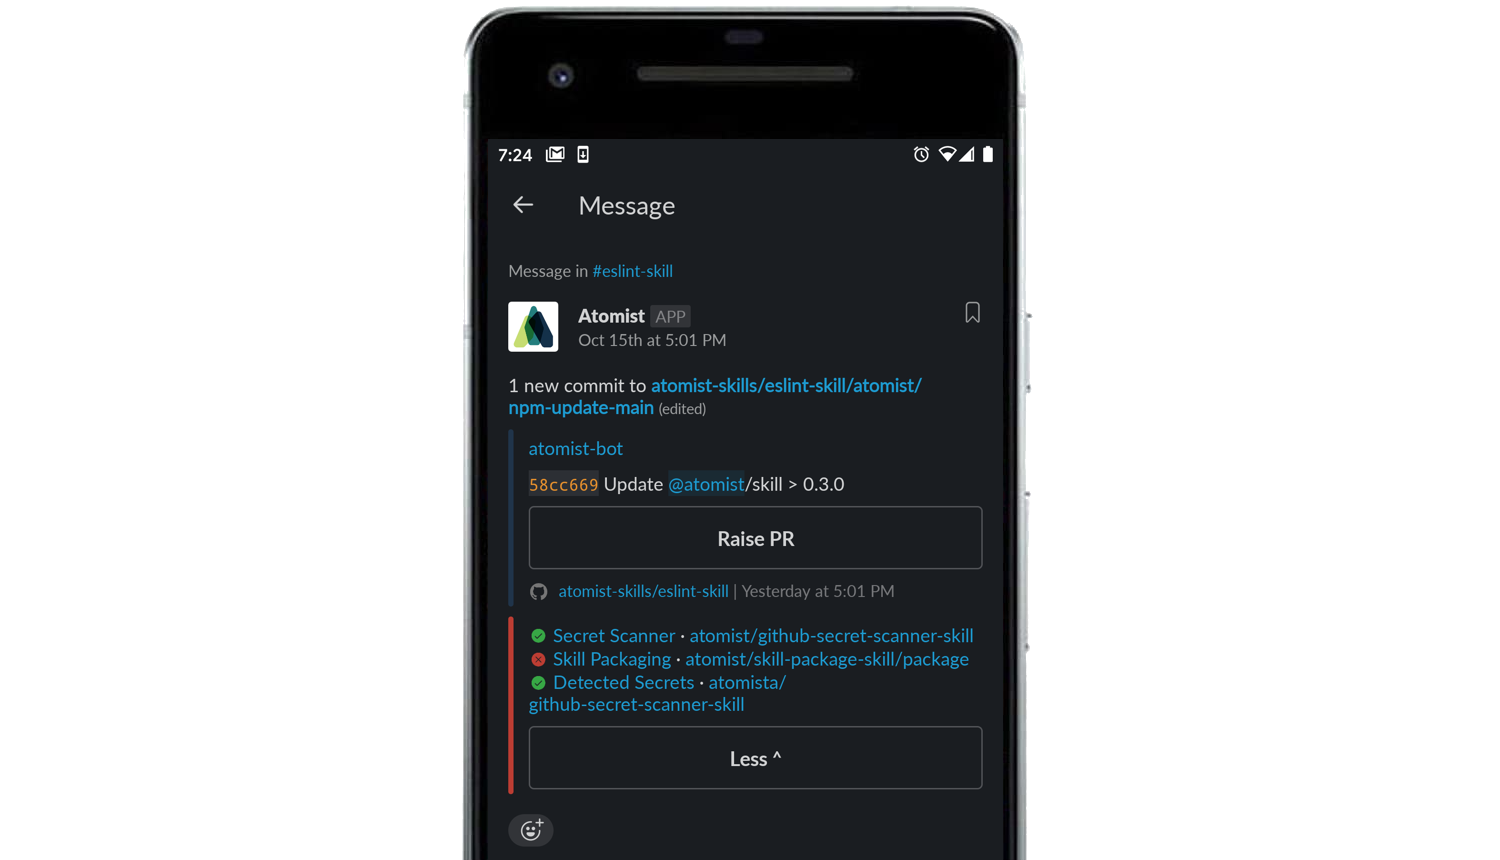 7:24
Message
Message in #eslint-skill
Atomist APP
Oct 15th at 5:01 PM
1 new commit to atomist-skills/eslint-skill/atomist/
npm-update-main (edited)
atomist-bot
58cc669 Update @atomist/skill > 0.3.0
Raise PR
atomist-skills/eslint-skill | Yesterday at 5:01 PM
Secret Scanner · atomist/github-secret-scanner-skill
Skill Packaging · atomist/skill-package-skill/package
Detected Secrets · atomista/
github-secret-scanner-skill
Less ^